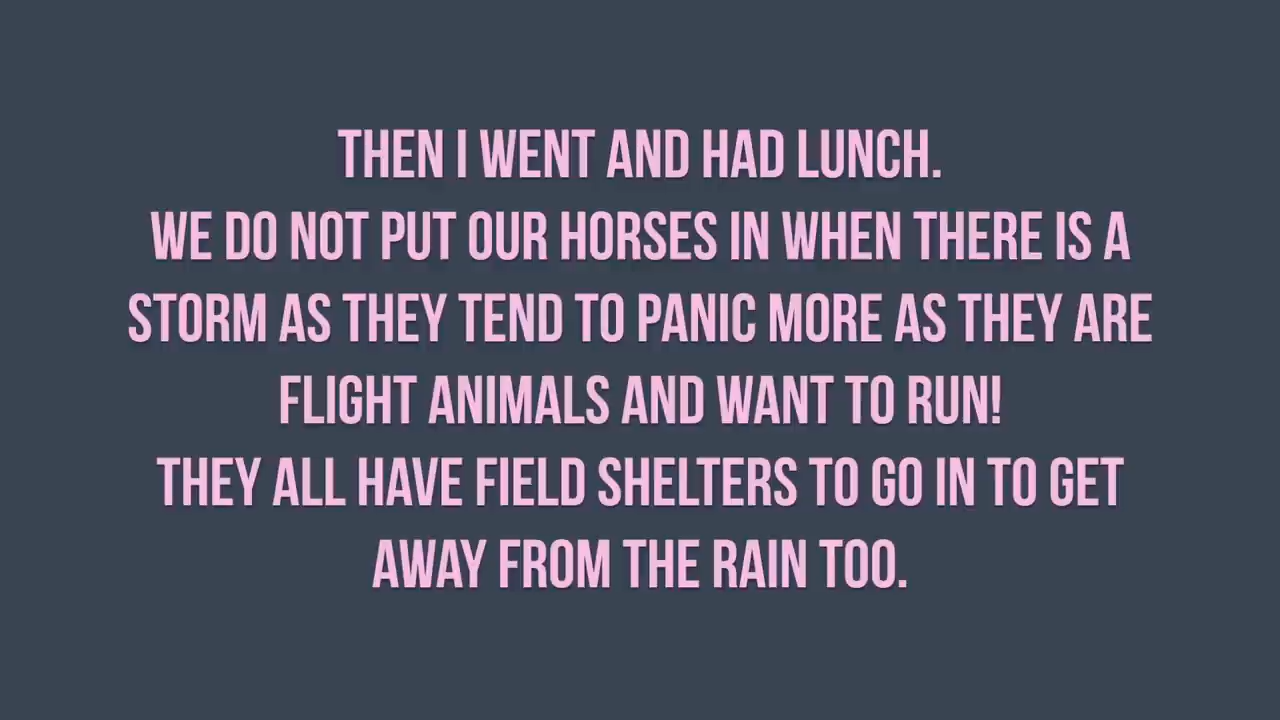 THEN I WENT AND HAD LUNCH.
WE DO NOT PUT OUR HORSES IN WHEN THERE IS A
STORM AS THEY TEND TO PANIC MORE AS THEY ARE
FLIGHT ANIMALS AND WANT TO RUN!
THEY ALL HAVE FIELD SHELTERS TO GO IN TO GET
AWAY FROM THE RAIN TOO.